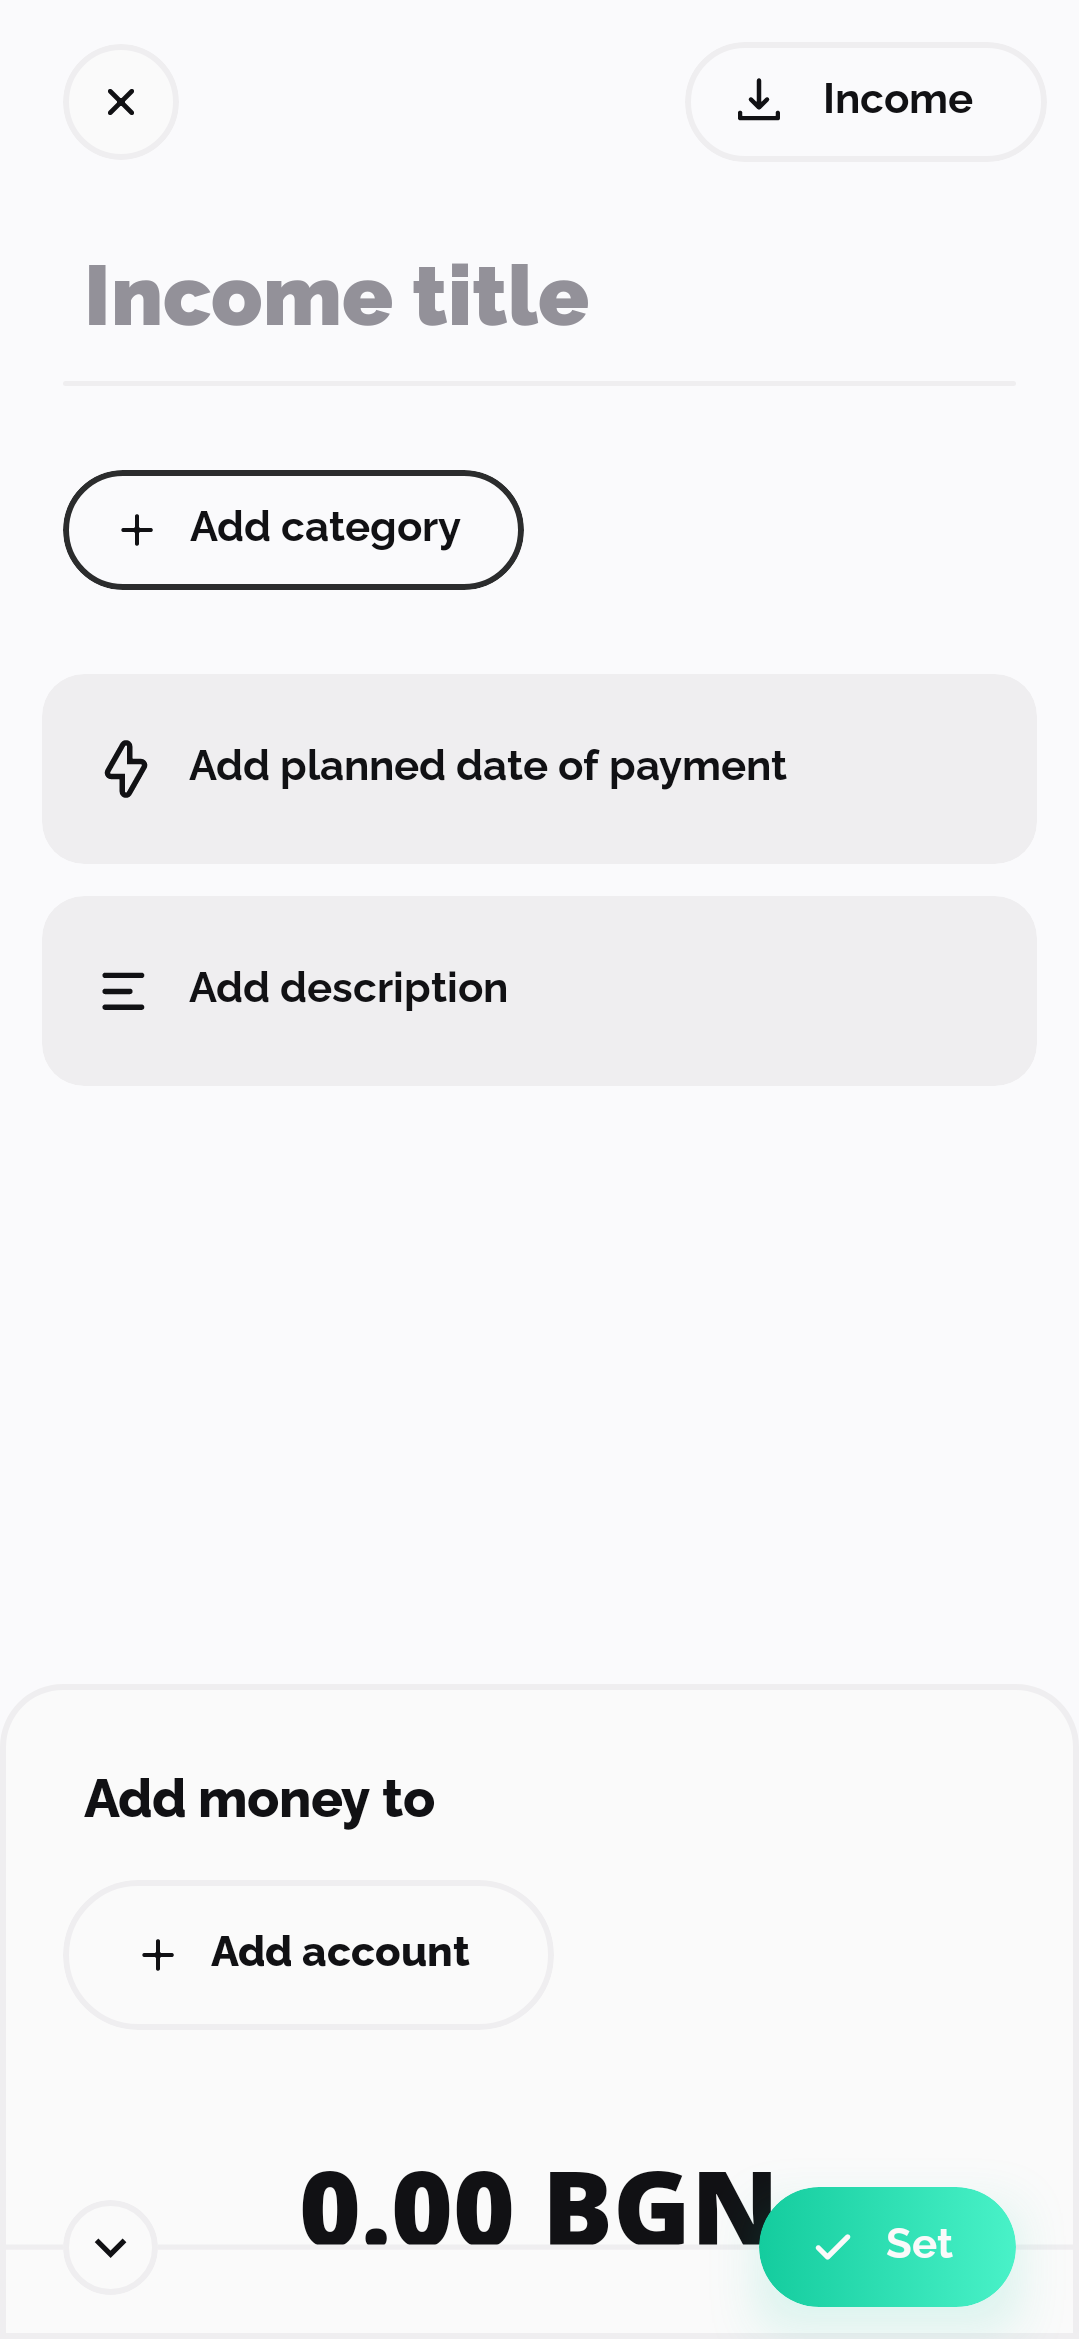 Income
Income title
Add category
Add planned date of payment
Add description
Add money to
Add account
0.00 BGN
Set